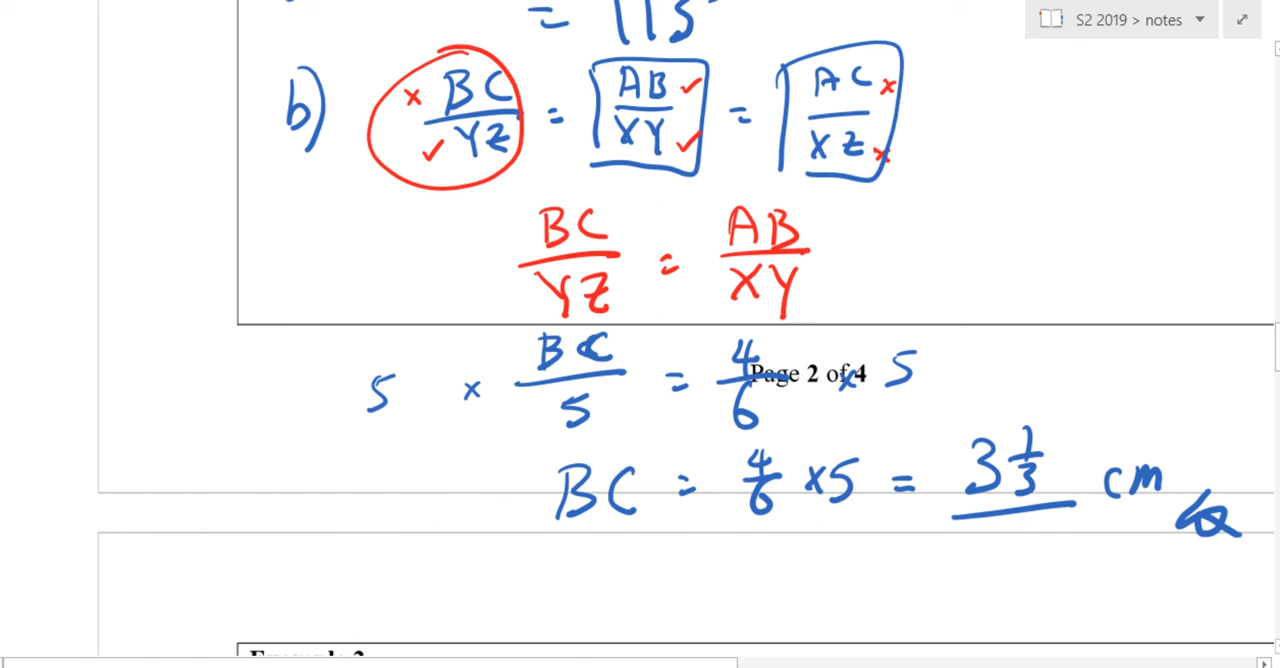 S2 2019 > notes
= 115°
b) BC/YZ = AB/XY = AC/XZ
BC/YZ = AB/XY
5 × BC/5 = 4/6 × 5
Page 2 of 4
BC = 4/6 × 5 = 3 1/3 cm